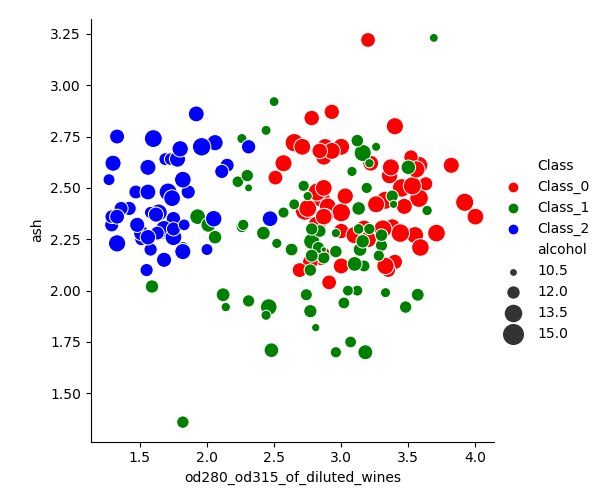 3.25
3.00
2.75
2.50
2.25
2.00
1.75
1.50
ash
1.5 2.0 2.5 3.0 3.5 4.0
od280_od315_of_diluted_wines
Class
Class_0
Class_1
Class_2
alcohol
10.5
12.0
13.5
15.0